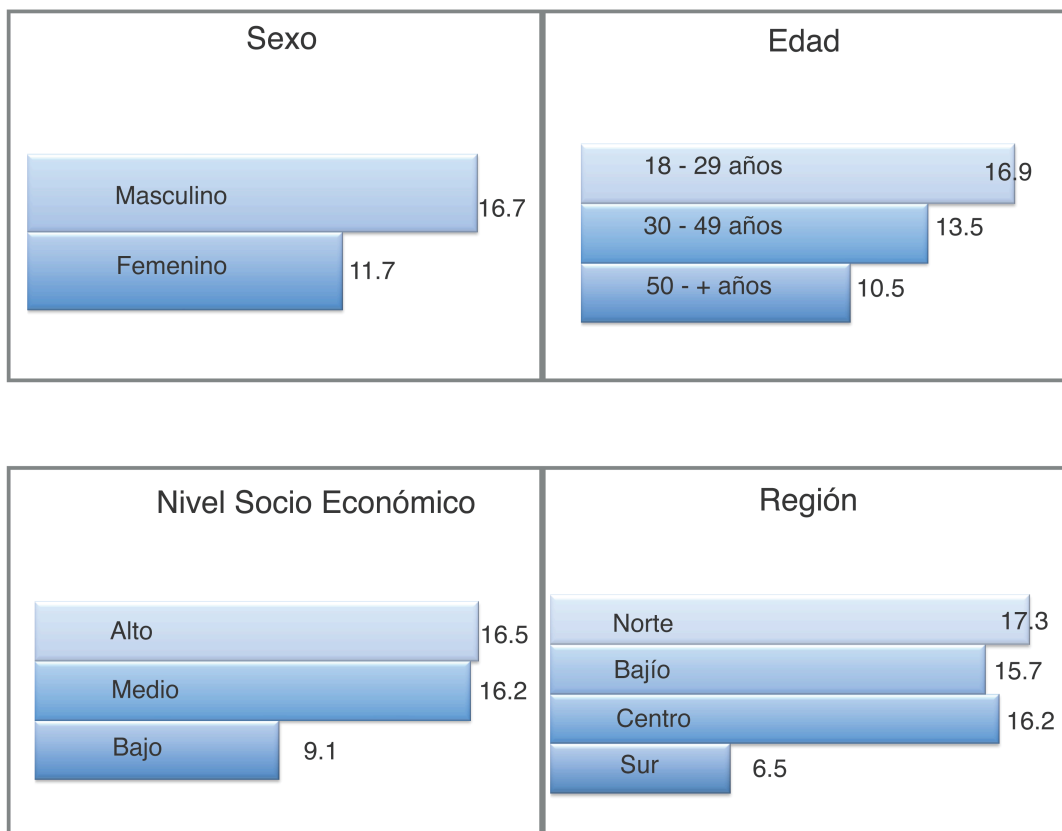 Sexo
Masculino 16.7
Femenino 11.7
Edad
18 - 29 años 16.9
30 - 49 años 13.5
50 - + años 10.5
Nivel Socio Económico
Alto 16.5
Medio 16.2
Bajo 9.1
Región
Norte 17.3
Bajío 15.7
Centro 16.2
Sur 6.5